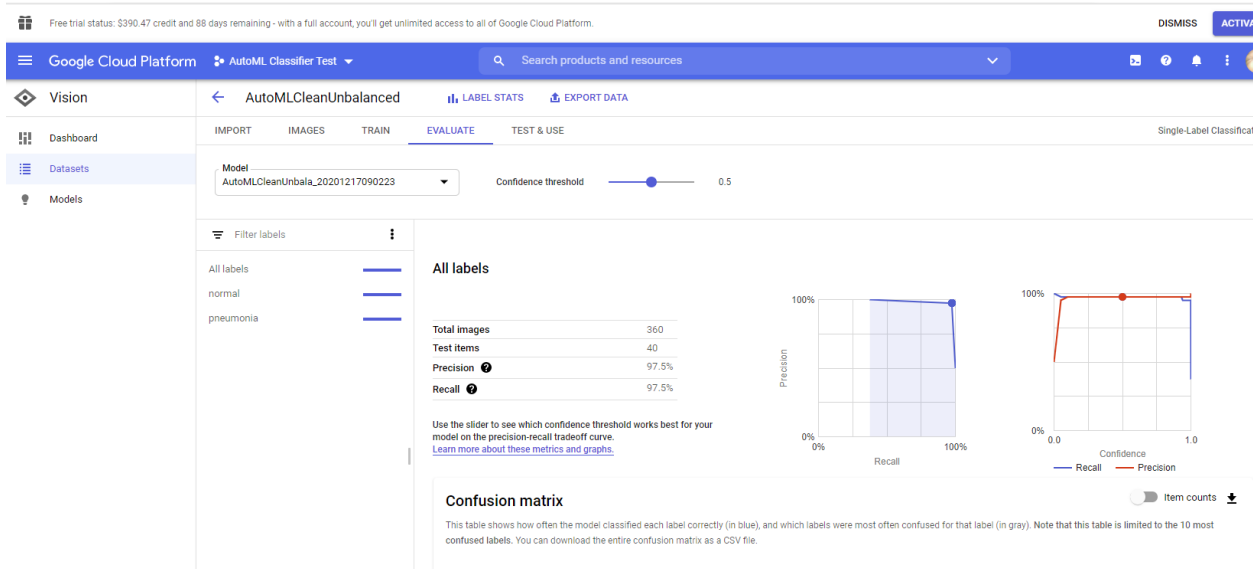 Free trial status: $390.47 credit and 88 days remaining - with a full account, you'll get unlimited access to all of Google Cloud Platform.
DISMISS
Google Cloud Platform
AutoML Classifier Test
Search products and resources
Vision
AutoMLCleanUnbalanced
LABEL STATS
EXPORT DATA
Dashboard
Datasets
Models
IMPORT IMAGES TRAIN EVALUATE TEST & USE
Single-Label
Model
AutoMLCleanUnbala_20201217090223
Confidence threshold
0.5
Filter labels
All labels
normal
pneumonia
All labels
Total images 360
Test items 40
Precision ? 97.5%
Recall ? 97.5%
Use the slider to see which confidence threshold works best for your
model on the precision-recall tradeoff curve.
Learn more about these metrics and graphs.
100%
Precision
0%
0% 100%
Recall
100%
0%
0.0 1.0
Confidence
Recall Precision
Confusion matrix
Item counts
This table shows how often the model classified each label correctly (in blue), and which labels were most often confused for that label (in gray). Note that this table is limited to the 10 most
confused labels. You can download the entire confusion matrix as a CSV file.